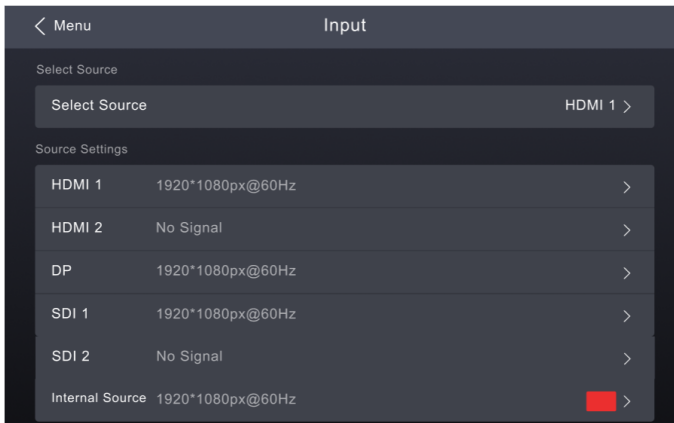 Menu
Input
Select Source
Select Source HDMI 1
Source Settings
HDMI 1 1920*1080px@60Hz
HDMI 2 No Signal
DP 1920*1080px@60Hz
SDI 1 1920*1080px@60Hz
SDI 2 No Signal
Internal Source 1920*1080px@60Hz